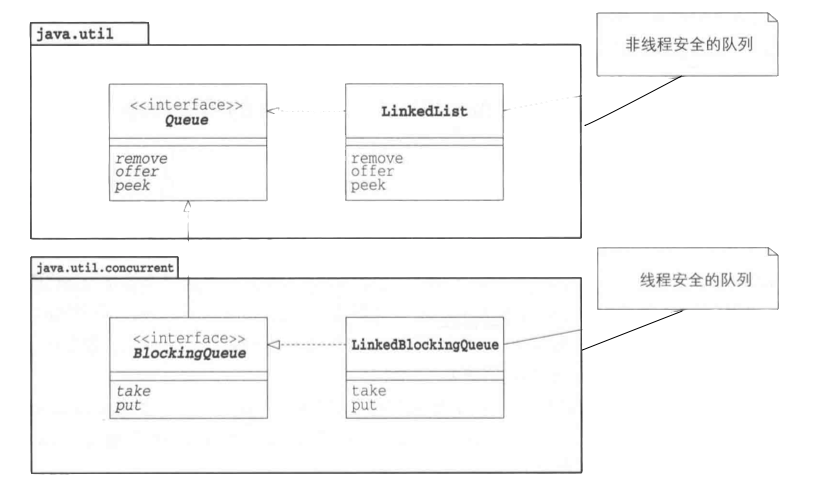 java.util
非线程安全的队列
<<interface>>
Queue
remove
offer
peek
LinkedList
remove
offer
peek
java.util.concurrent
线程安全的队列
<<interface>>
BlockingQueue
take
put
LinkedBlockingQueue
take
put